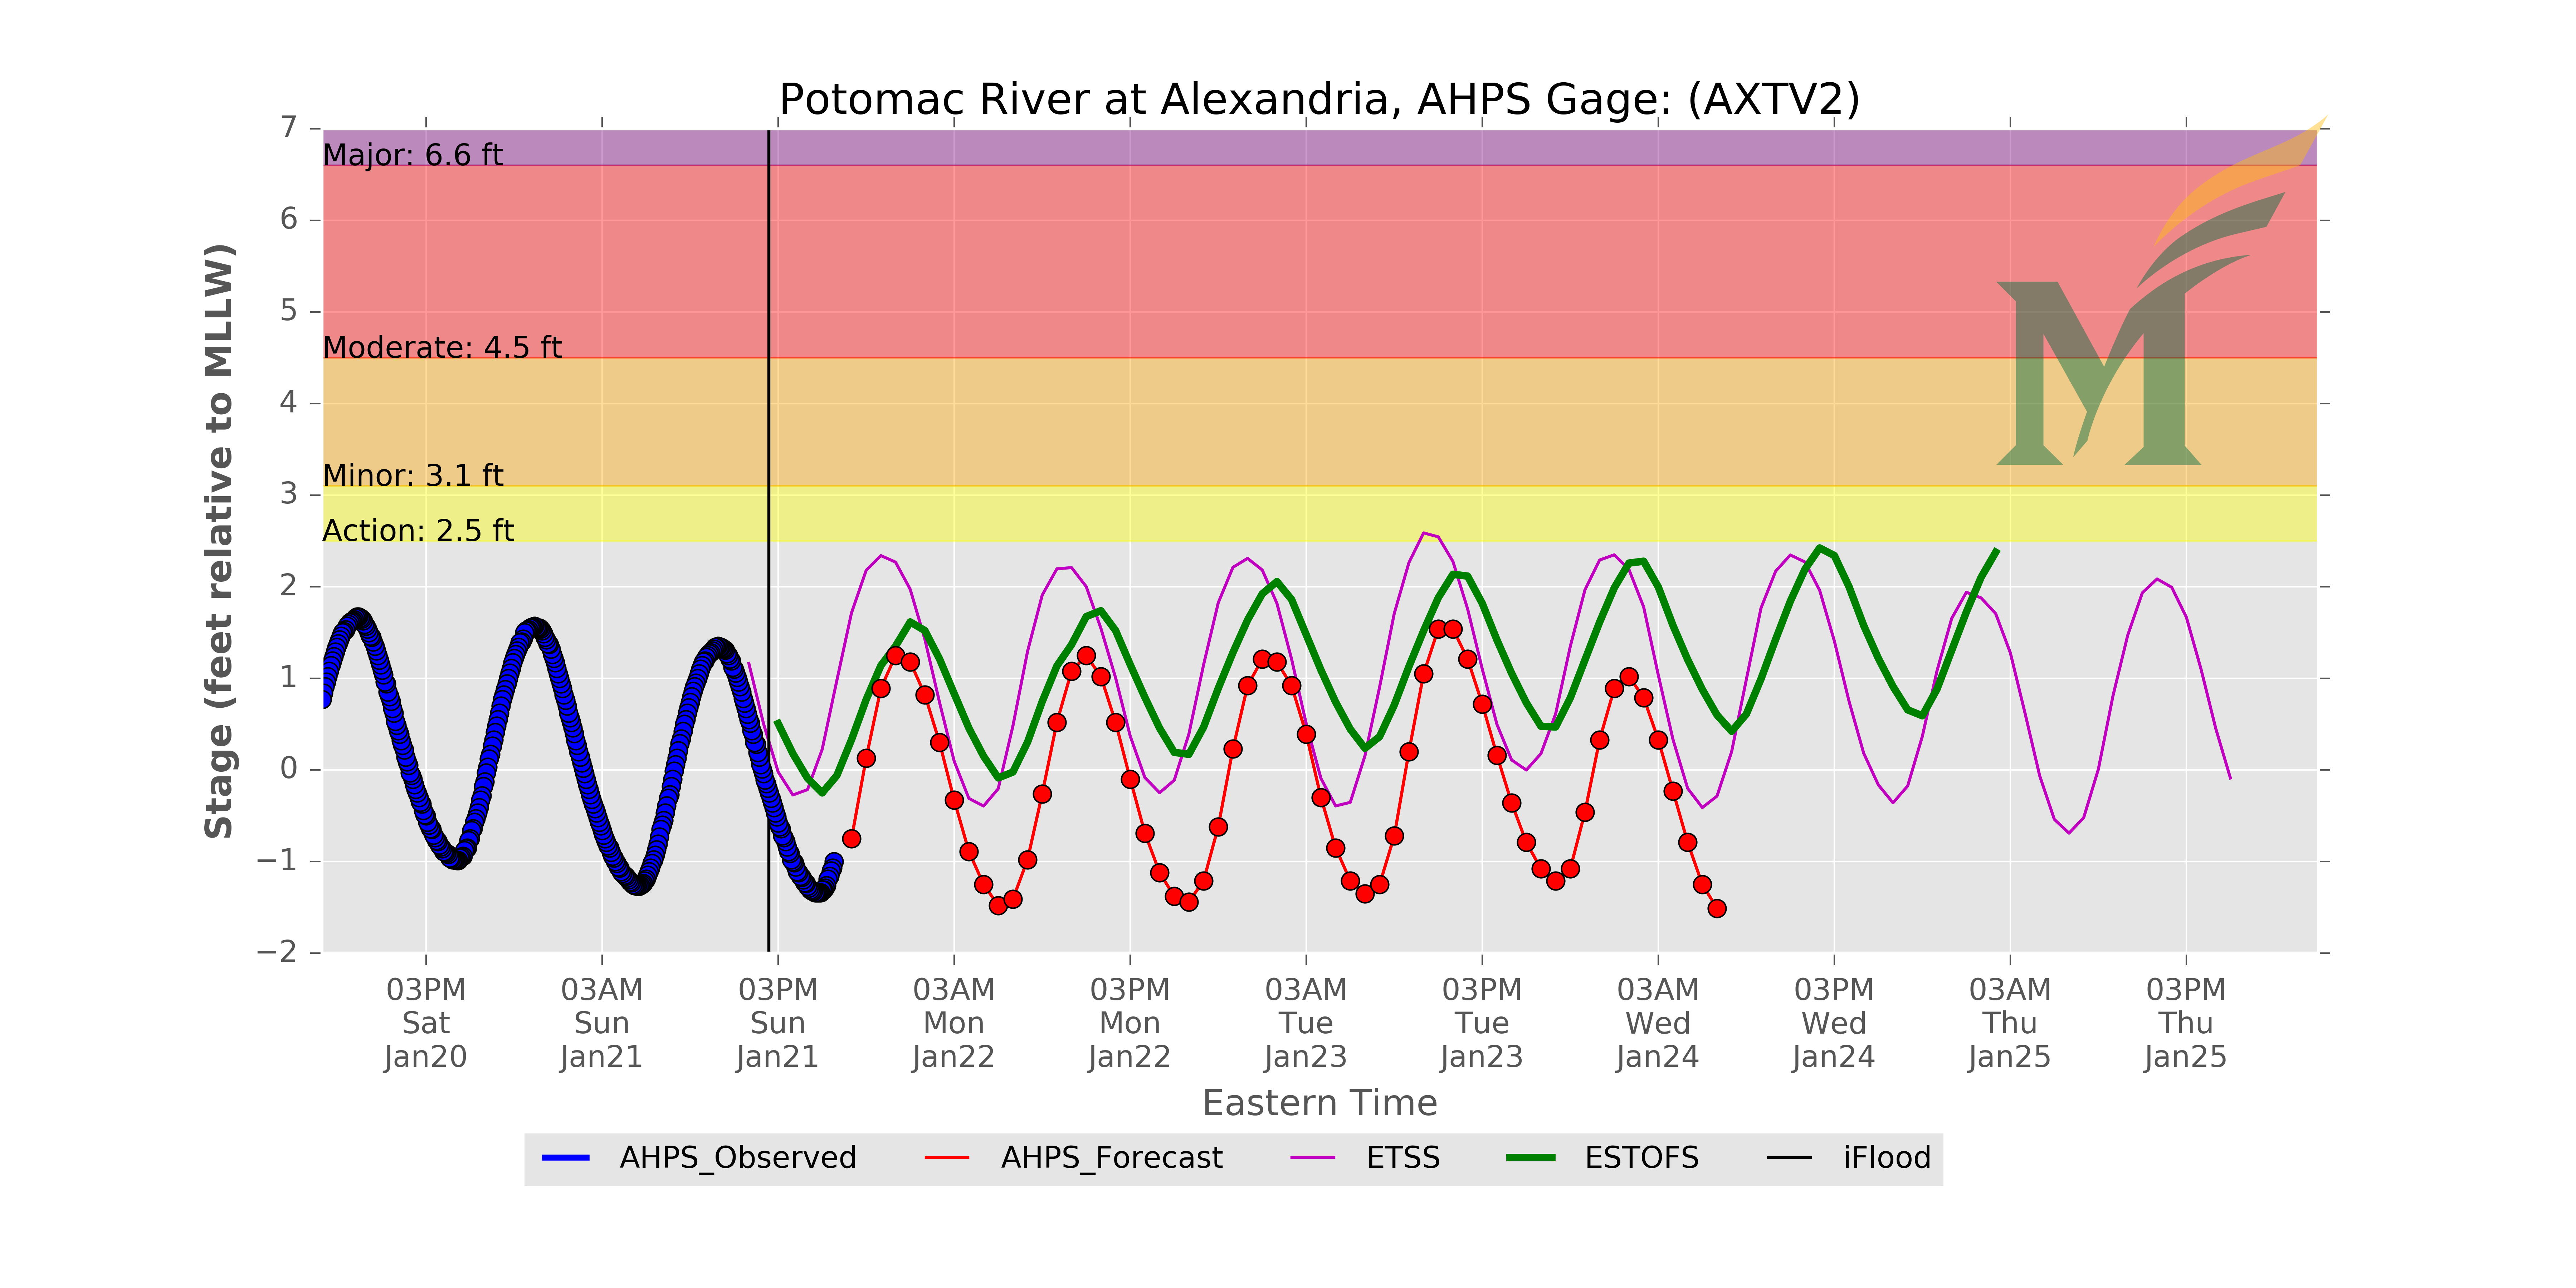 Potomac River at Alexandria, AHPS Gage: (AXTV2)
Stage (feet relative to MLLW)
7
6
5
4
3
2
1
0
−1
−2
Major: 6.6 ft
Moderate: 4.5 ft
Minor: 3.1 ft
Action: 2.5 ft
M
03PM
Sat
Jan20
03AM
Sun
Jan21
03PM
Sun
Jan21
03AM
Mon
Jan22
03PM
Mon
Jan22
03AM
Tue
Jan23
03PM
Tue
Jan23
03AM
Wed
Jan24
03PM
Wed
Jan24
03AM
Thu
Jan25
03PM
Thu
Jan25
Eastern Time
AHPS_Observed
AHPS_Forecast
ETSS
ESTOFS
iFlood